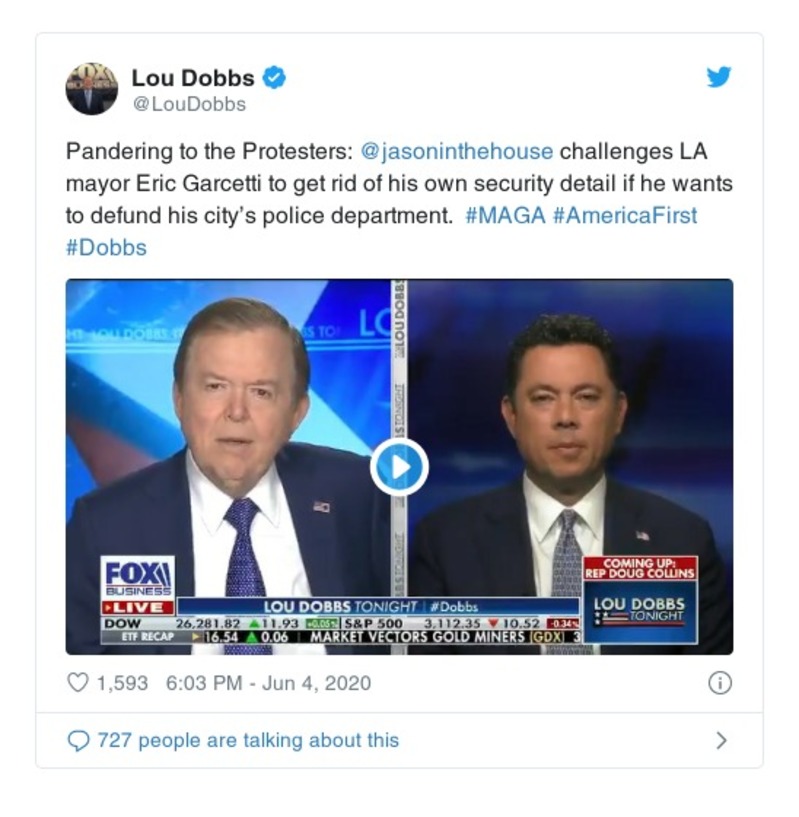 Lou Dobbs
@LouDobbs
Pandering to the Protesters: @jasoninthehouse challenges LA
mayor Eric Garcetti to get rid of his own security detail if he wants
to defund his city's police department. #MAGA #AmericaFirst
#Dobbs
LOU DOBBS
FOX
BUSINESS
LIVE
LOU DOBBS TONIGHT | #Dobbs
DOW 26,281.82 ▲11.93 +0.05% S&P 500 3,112.35 ▼10.52 -0.34%
ETF RECAP 16.54 ▲0.06 | MARKET VECTORS GOLD MINERS (GDX) 3
COMING UP:
REP DOUG COLLINS
LOU DOBBS
TONIGHT
1,593 6:03 PM - Jun 4, 2020
727 people are talking about this